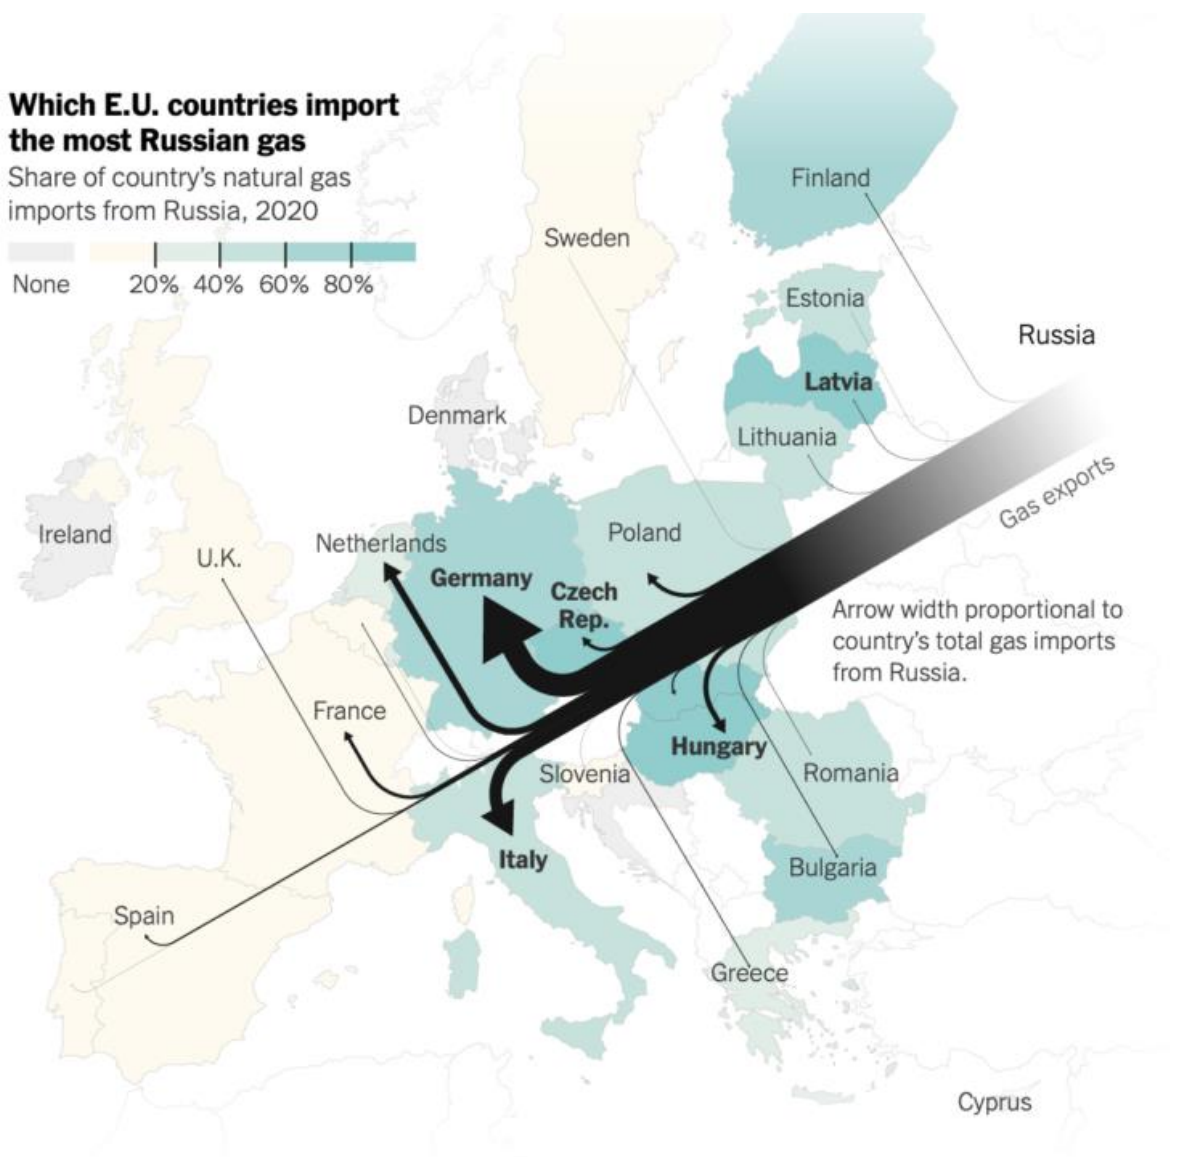 Which E.U. countries import
the most Russian gas
Share of country's natural gas
imports from Russia, 2020
None
20% 40% 60% 80%
Finland
Sweden
Estonia
Russia
Latvia
Denmark
Lithuania
Gas exports
Ireland
Netherlands
Poland
U.K.
Germany
Czech
Rep.
Arrow width proportional to
country's total gas imports
from Russia.
France
Hungary
Slovenia
Romania
Italy
Bulgaria
Spain
Greece
Cyprus